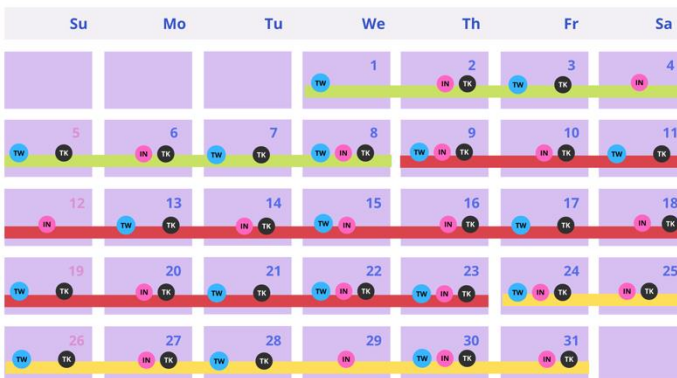 Su Mo Tu We Th Fr Sa
1 2 3 4
TW IN TK TW TK IN
5 6 7 8 9 10 11
TW TK IN TK TW TK TW IN TK TW IN TK IN TK TW TK
12 13 14 15 16 17 18
IN TW TK IN TK TW IN IN TK TW TK IN TK
19 20 21 22 23 24 25
TW TK IN TK TW TK TW IN TK TW IN TK TW IN TK IN TK
26 27 28 29 30 31
TW TK IN TK TW TK IN TW IN TK IN TK